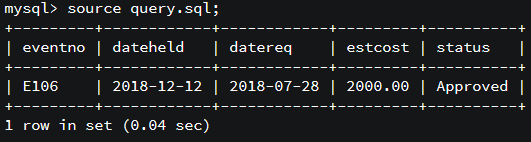 mysql> source query.sql;
+---------+------------+------------+---------+----------+
| eventno | dateheld | datereq | estcost | status |
+---------+------------+------------+---------+----------+
| E106 | 2018-12-12 | 2018-07-28 | 2000.00 | Approved |
+---------+------------+------------+---------+----------+
1 row in set (0.04 sec)